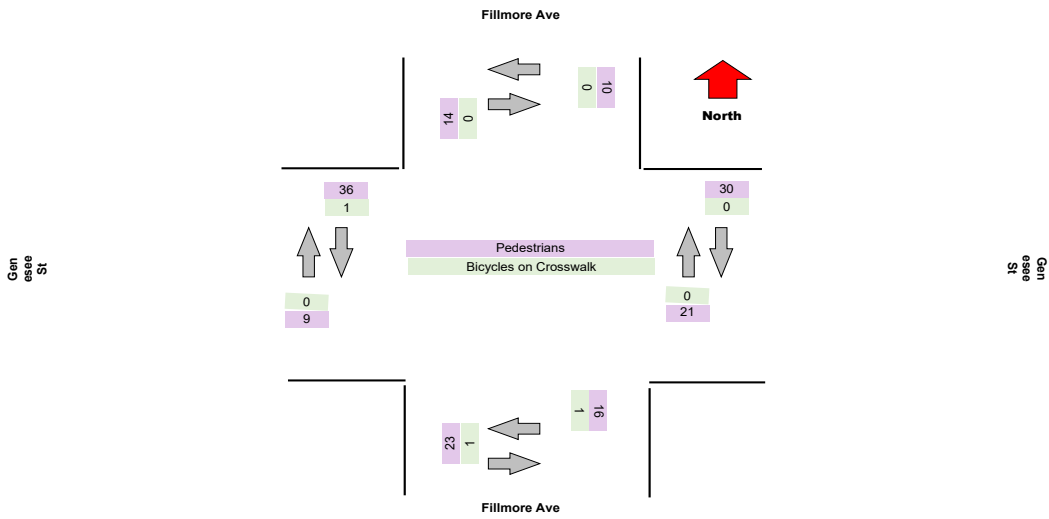 Fillmore Ave
0
10
14
0
North
36
1
30
0
Gen
esee
St
Pedestrians
Bicycles on Crosswalk
Gen
esee
St
0
9
0
21
1
16
23
1
Fillmore Ave